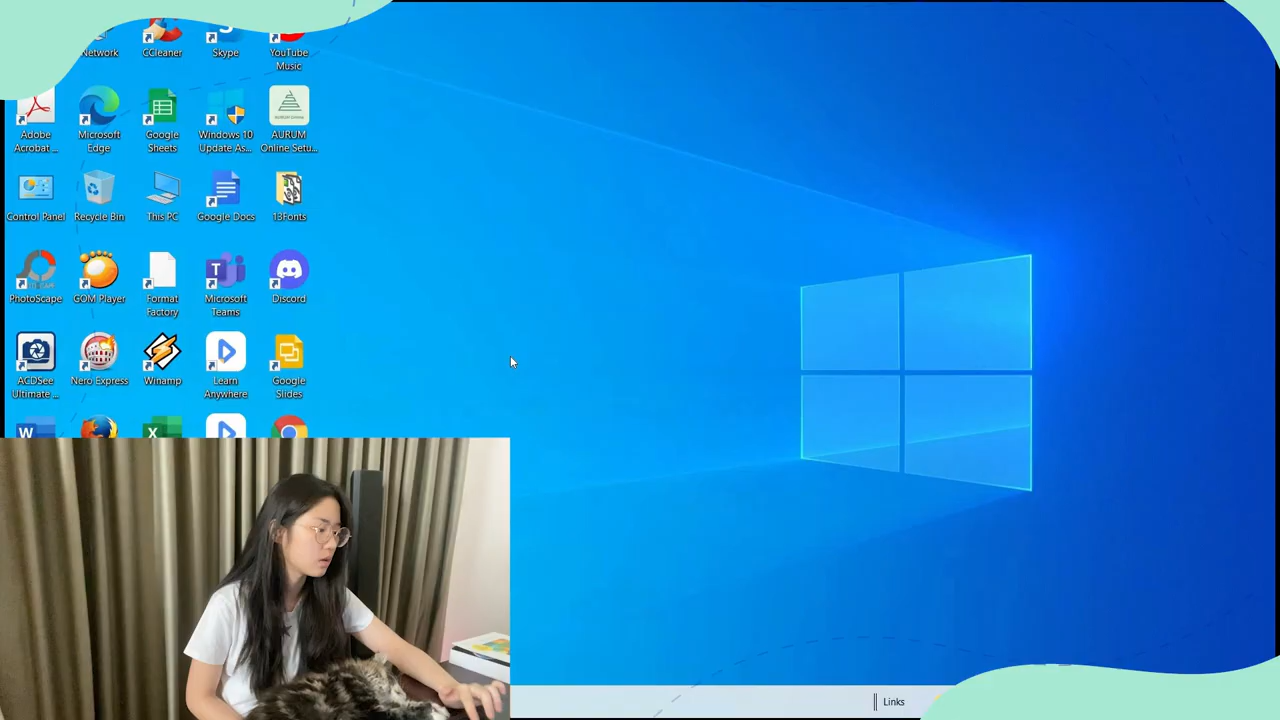 Network
CCleaner
Skype
YouTube
Music
Adobe
Acrobat ...
Microsoft
Edge
Google
Sheets
Windows 10
Update As...
AURUM
Online Setu...
Control Panel
Recycle Bin
This PC
Google Docs
13Fonts
PhotoScape
GOM Player
Format
Factory
Microsoft
Teams
Discord
ACDSee
Ultimate ...
Nero Express
Winamp
Learn
Anywhere
Google
Slides
Links